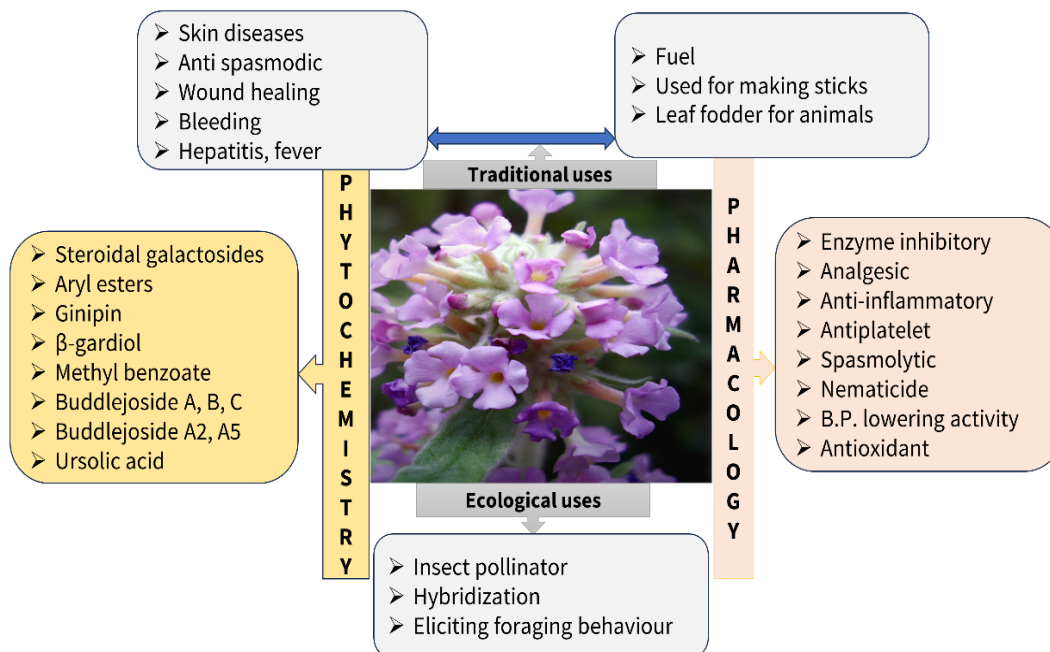 ➢ Skin diseases
➢ Anti spasmodic
➢ Wound healing
➢ Bleeding
➢ Hepatitis, fever
➢ Fuel
➢ Used for making sticks
➢ Leaf fodder for animals
Traditional uses
PHYTOCHEMISTRY
PHARMACOLOGY
➢ Steroidal galactosides
➢ Aryl esters
➢ Ginipin
➢ β-gardiol
➢ Methyl benzoate
➢ Buddlejoside A, B, C
➢ Buddlejoside A2, A5
➢ Ursolic acid
➢ Enzyme inhibitory
➢ Analgesic
➢ Anti-inflammatory
➢ Antiplatelet
➢ Spasmolytic
➢ Nematicide
➢ B.P. lowering activity
➢ Antioxidant
Ecological uses
➢ Insect pollinator
➢ Hybridization
➢ Eliciting foraging behaviour